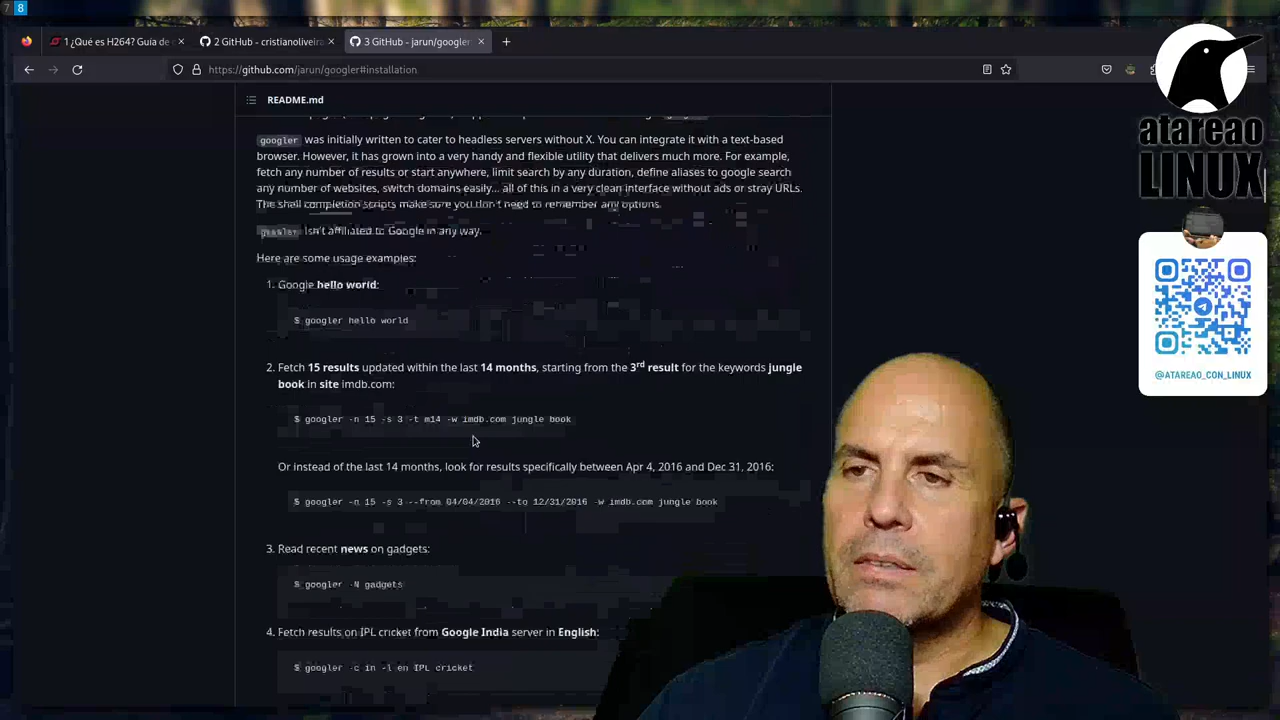 7 8
1 ¿Qué es H264? Guía de
2 GitHub - cristianoliveira
3 GitHub - jarun/googler
https://github.com/jarun/googler#installation
README.md
googler was initially written to cater to headless servers without X. You can integrate it with a text-based
browser. However, it has grown into a very handy and flexible utility that delivers much more. For example,
fetch any number of results or start anywhere, limit search by any duration, define aliases to google search
any number of websites, switch domains easily... all of this in a very clean interface without ads or stray URLs.
The shell completion scripts make sure you don't need to remember any options.
googler isn't affiliated to Google in any way.
Here are some usage examples:
1. Google hello world:
$ googler hello world
2. Fetch 15 results updated within the last 14 months, starting from the 3rd result for the keywords jungle
book in site imdb.com:
$ googler -n 15 -s 3 -t m14 -w imdb.com jungle book
Or instead of the last 14 months, look for results specifically between Apr 4, 2016 and Dec 31, 2016:
$ googler -n 15 -s 3 --from 04/04/2016 --to 12/31/2016 -w imdb.com jungle book
3. Read recent news on gadgets:
$ googler -N gadgets
4. Fetch results on IPL cricket from Google India server in English:
$ googler -c in -l en IPL cricket
atareao
LINUX
@ATAREAO_CON_LINUX